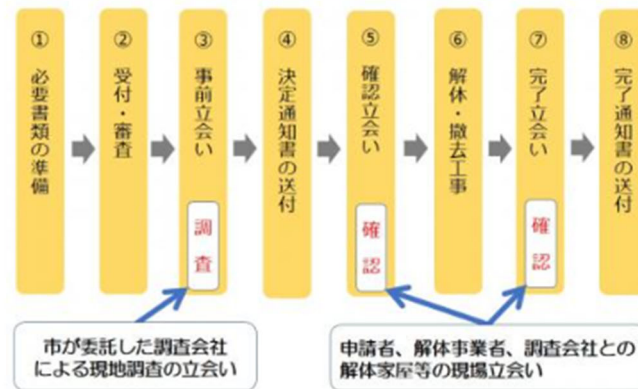 ① 必要書類の準備
② 受付・審査
③ 事前立会い
調査
④ 決定通知書の送付
⑤ 確認立会い
確認
⑥ 解体・撤去工事
⑦ 完了立会い
確認
⑧ 完了通知書の送付
市が委託した調査会社
による現地調査の立会い
申請者、解体事業者、調査会社との
解体家屋等の現場立会い